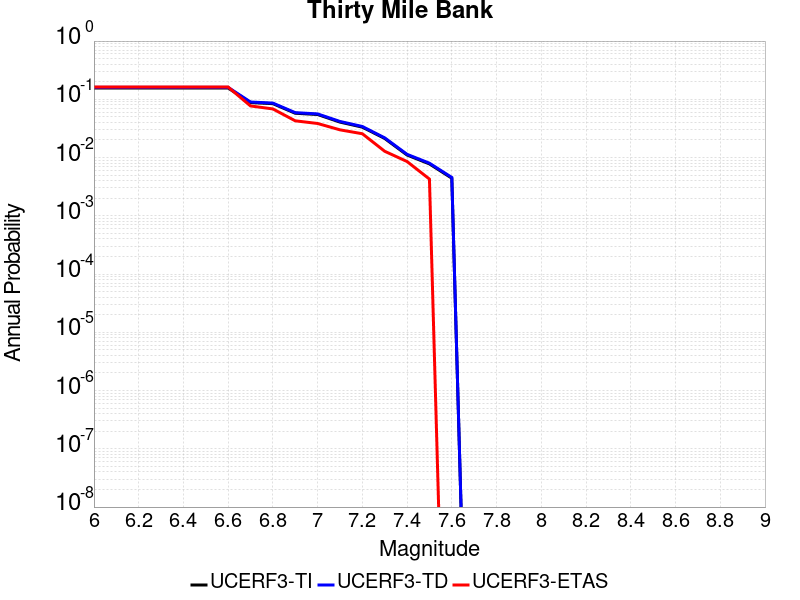 Thirty Mile Bank
Annual Probability
10^0
10^-1
10^-2
10^-3
10^-4
10^-5
10^-6
10^-7
10^-8
6 6.2 6.4 6.6 6.8 7 7.2 7.4 7.6 7.8 8 8.2 8.4 8.6 8.8 9
Magnitude
UCERF3-TI UCERF3-TD UCERF3-ETAS